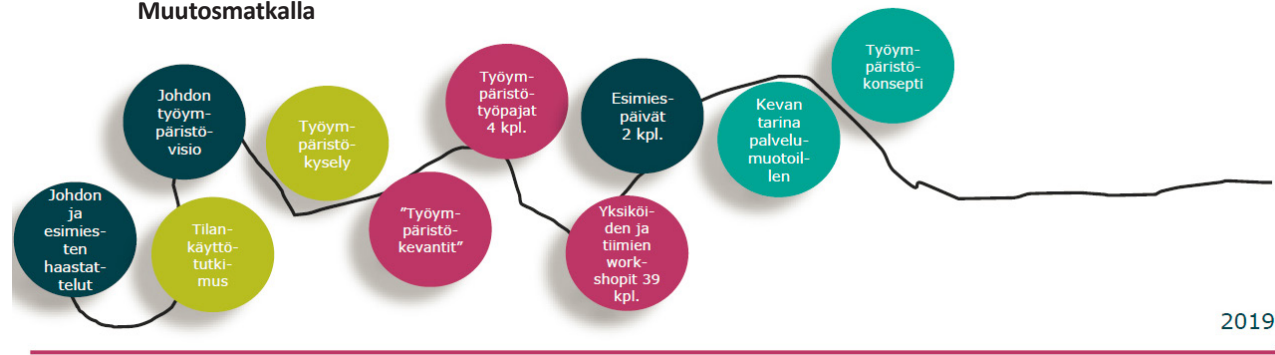 Muutosmatkalla
Johdon
ja
esimies-
ten
haastat-
telut
Johdon
työym-
päristö-
visio
Tilan-
käyttö-
tutki-
mus
Työym-
päristö-
kysely
"Työym-
päristö-
kevantit"
Työym-
päristö-
työpajat
4 kpl.
Yksiköi-
den ja
tiimien
work-
shopit 39
kpl.
Esimies-
päivät
2 kpl.
Kevan
tarina
palvelu-
muotoil-
len
Työym-
päristö-
konsepti
2019